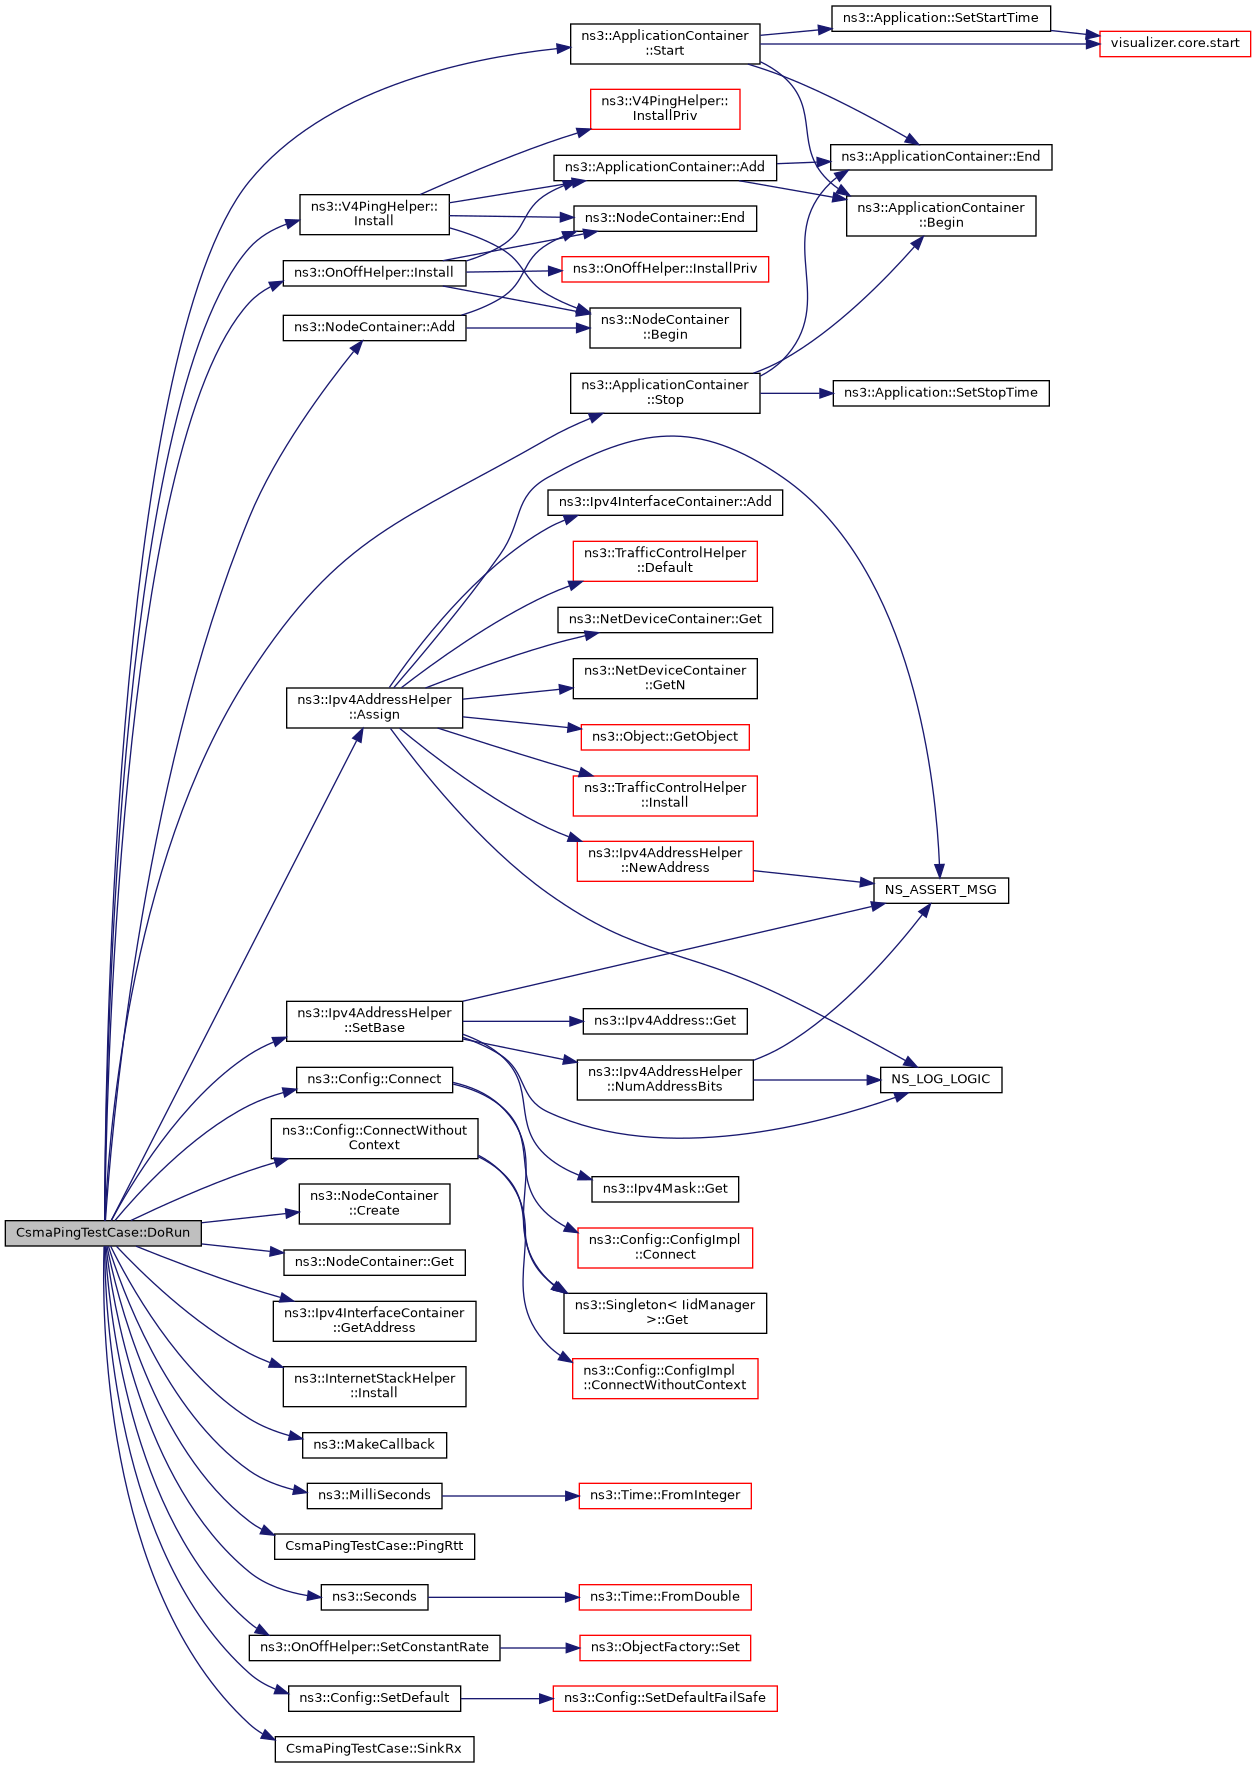 ns3::Application::SetStartTime
ns3::ApplicationContainer
::Start
visualizer.core.start
ns3::V4PingHelper::
InstallPriv
ns3::ApplicationContainer::End
ns3::ApplicationContainer::Add
ns3::V4PingHelper::
Install
ns3::NodeContainer::End
ns3::ApplicationContainer
::Begin
ns3::OnOffHelper::Install
ns3::OnOffHelper::InstallPriv
ns3::NodeContainer::Add
ns3::NodeContainer
::Begin
ns3::ApplicationContainer
::Stop
ns3::Application::SetStopTime
ns3::Ipv4InterfaceContainer::Add
ns3::TrafficControlHelper
::Default
ns3::NetDeviceContainer::Get
ns3::NetDeviceContainer
::GetN
ns3::Ipv4AddressHelper
::Assign
ns3::Object::GetObject
ns3::TrafficControlHelper
::Install
ns3::Ipv4AddressHelper
::NewAddress
NS_ASSERT_MSG
ns3::Ipv4AddressHelper
::SetBase
ns3::Ipv4Address::Get
ns3::Ipv4AddressHelper
::NumAddressBits
NS_LOG_LOGIC
ns3::Config::Connect
ns3::Config::ConnectWithout
Context
ns3::Ipv4Mask::Get
ns3::NodeContainer
::Create
CsmaPingTestCase::DoRun
ns3::Config::ConfigImpl
::Connect
ns3::NodeContainer::Get
ns3::Singleton< IidManager
>::Get
ns3::Ipv4InterfaceContainer
::GetAddress
ns3::InternetStackHelper
::Install
ns3::Config::ConfigImpl
::ConnectWithoutContext
ns3::MakeCallback
ns3::MilliSeconds
ns3::Time::FromInteger
CsmaPingTestCase::PingRtt
ns3::Seconds
ns3::Time::FromDouble
ns3::OnOffHelper::SetConstantRate
ns3::ObjectFactory::Set
ns3::Config::SetDefault
ns3::Config::SetDefaultFailSafe
CsmaPingTestCase::SinkRx